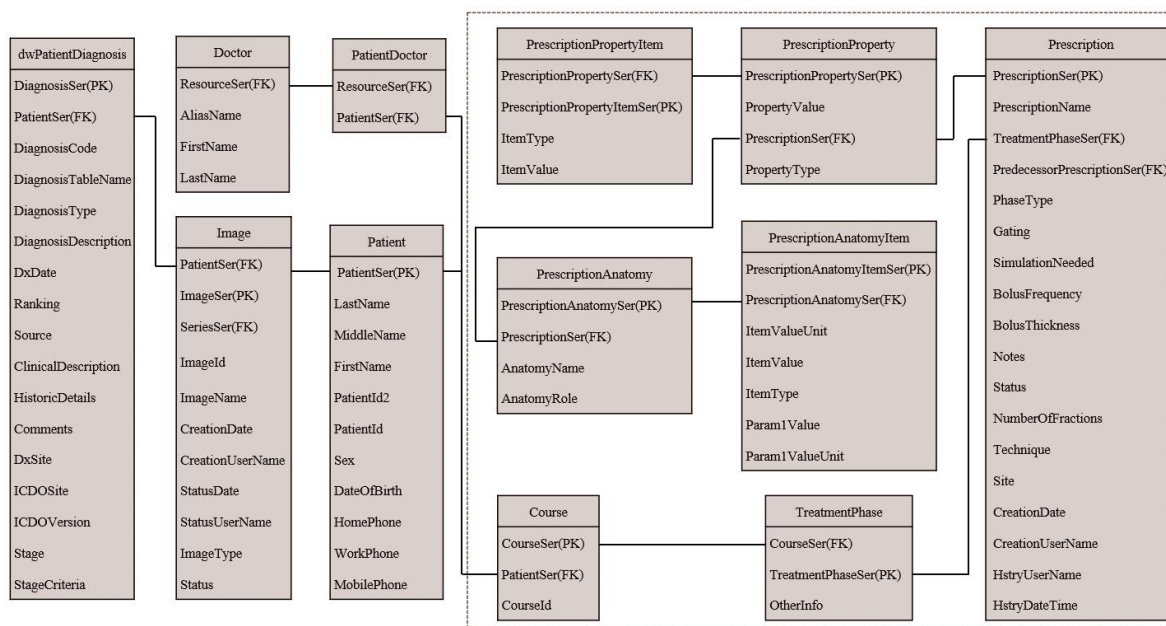 dwPatientDiagnosis
DiagnosisSer(PK)
PatientSer(FK)
DiagnosisCode
DiagnosisTableName
DiagnosisType
DiagnosisDescription
DxDate
Ranking
Source
ClinicalDescription
HistoricDetails
Comments
DxSite
ICDOSite
ICDOVersion
Stage
StageCriteria
Doctor
ResourceSer(FK)
AliasName
FirstName
LastName
PatientDoctor
ResourceSer(FK)
PatientSer(FK)
Image
PatientSer(FK)
ImageSer(PK)
SeriesSer(FK)
ImageId
ImageName
CreationDate
CreationUserName
StatusDate
StatusUserName
ImageType
Status
Patient
PatientSer(PK)
LastName
MiddleName
FirstName
PatientId2
PatientId
Sex
DateOfBirth
HomePhone
WorkPhone
MobilePhone
PrescriptionPropertyItem
PrescriptionPropertySer(FK)
PrescriptionPropertyItemSer(PK)
ItemType
ItemValue
PrescriptionProperty
PrescriptionPropertySer(PK)
PropertyValue
PrescriptionSer(FK)
PropertyType
PrescriptionAnatomy
PrescriptionAnatomySer(PK)
PrescriptionSer(FK)
AnatomyName
AnatomyRole
PrescriptionAnatomyItem
PrescriptionAnatomyItemSer(PK)
PrescriptionAnatomySer(FK)
ItemValueUnit
ItemValue
ItemType
Param1Value
Param1ValueUnit
Course
CourseSer(PK)
PatientSer(FK)
CourseId
TreatmentPhase
CourseSer(FK)
TreatmentPhaseSer(PK)
OtherInfo
Prescription
PrescriptionSer(PK)
PrescriptionName
TreatmentPhaseSer(FK)
PredecessorPrescriptionSer(FK)
PhaseType
Gating
SimulationNeeded
BolusFrequency
BolusThickness
Notes
Status
NumberOfFractions
Technique
Site
CreationDate
CreationUserName
HstryUserName
HstryDateTime